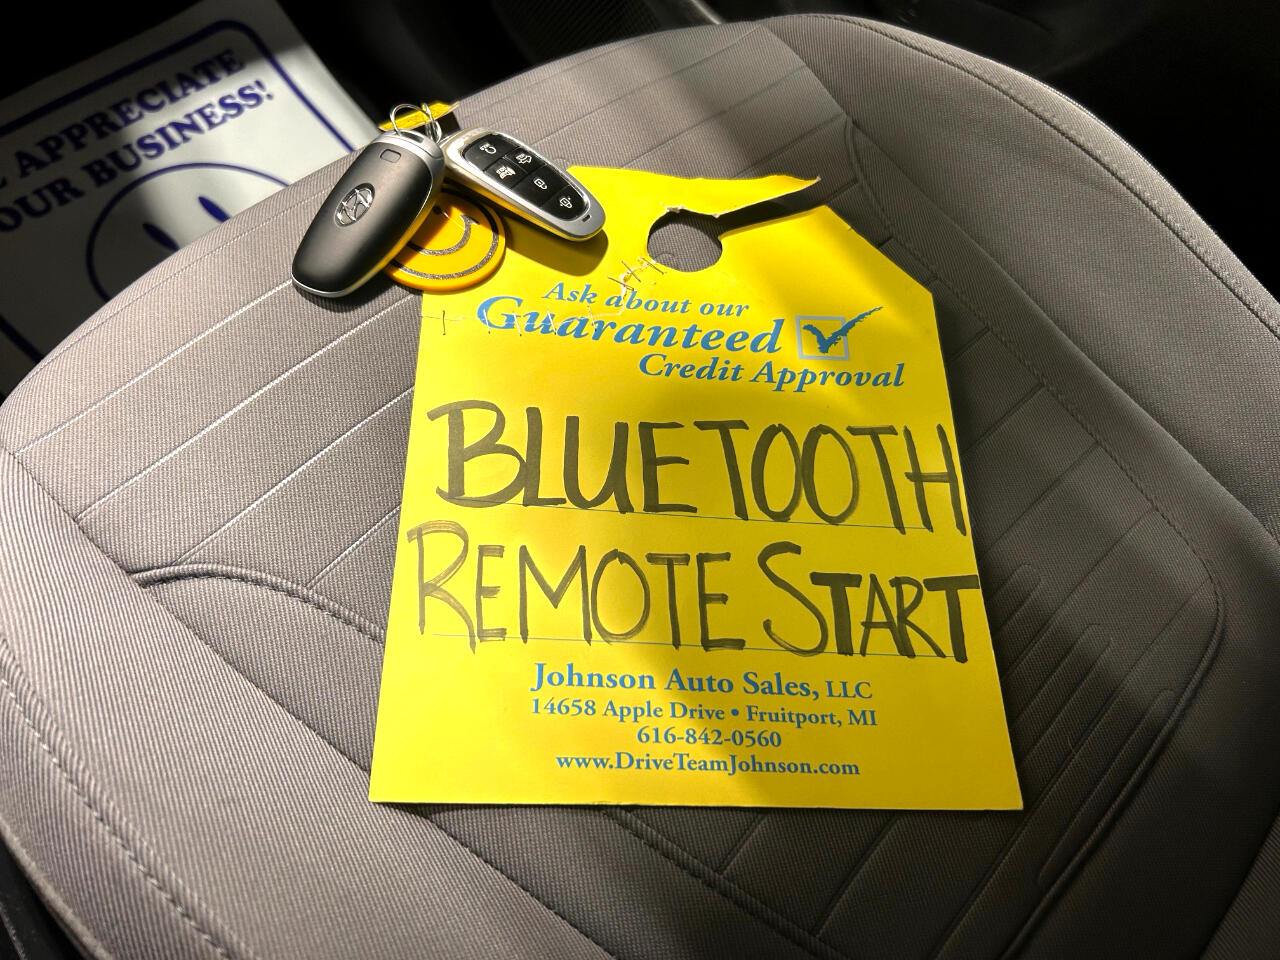 APPRECIATE
OUR BUSINESS!
Ask about our
Guaranteed
Credit Approval
BLUETOOTH
REMOTE START
Johnson Auto Sales, LLC
14658 Apple Drive • Fruitport, MI
616-842-0560
www.DriveTeamJohnson.com